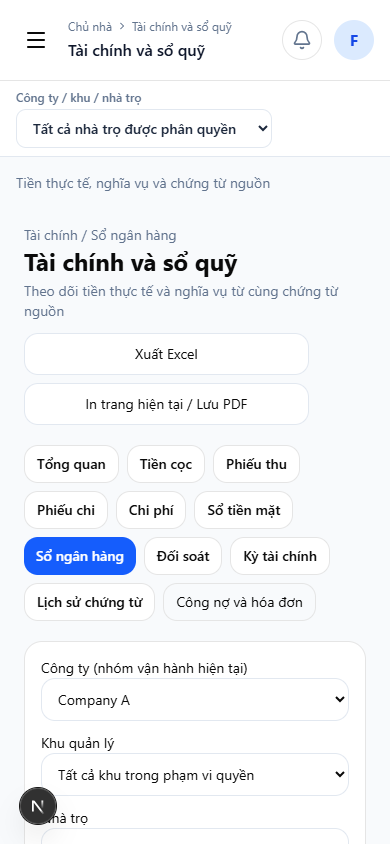 Chủ nhà > Tài chính và sổ quỹ
Tài chính và sổ quỹ
F
Công ty / khu / nhà trọ
Tất cả nhà trọ được phân quyền
Tiền thực tế, nghĩa vụ và chứng từ nguồn
Tài chính / Sổ ngân hàng
Tài chính và sổ quỹ
Theo dõi tiền thực tế và nghĩa vụ từ cùng chứng từ
nguồn
Xuất Excel
In trang hiện tại / Lưu PDF
Tổng quan Tiền cọc Phiếu thu
Phiếu chi Chi phí Sổ tiền mặt
Sổ ngân hàng Đối soát Kỳ tài chính
Lịch sử chứng từ Công nợ và hóa đơn
Công ty (nhóm vận hành hiện tại)
Company A
Khu quản lý
Tất cả khu trong phạm vi quyền
N
trọ